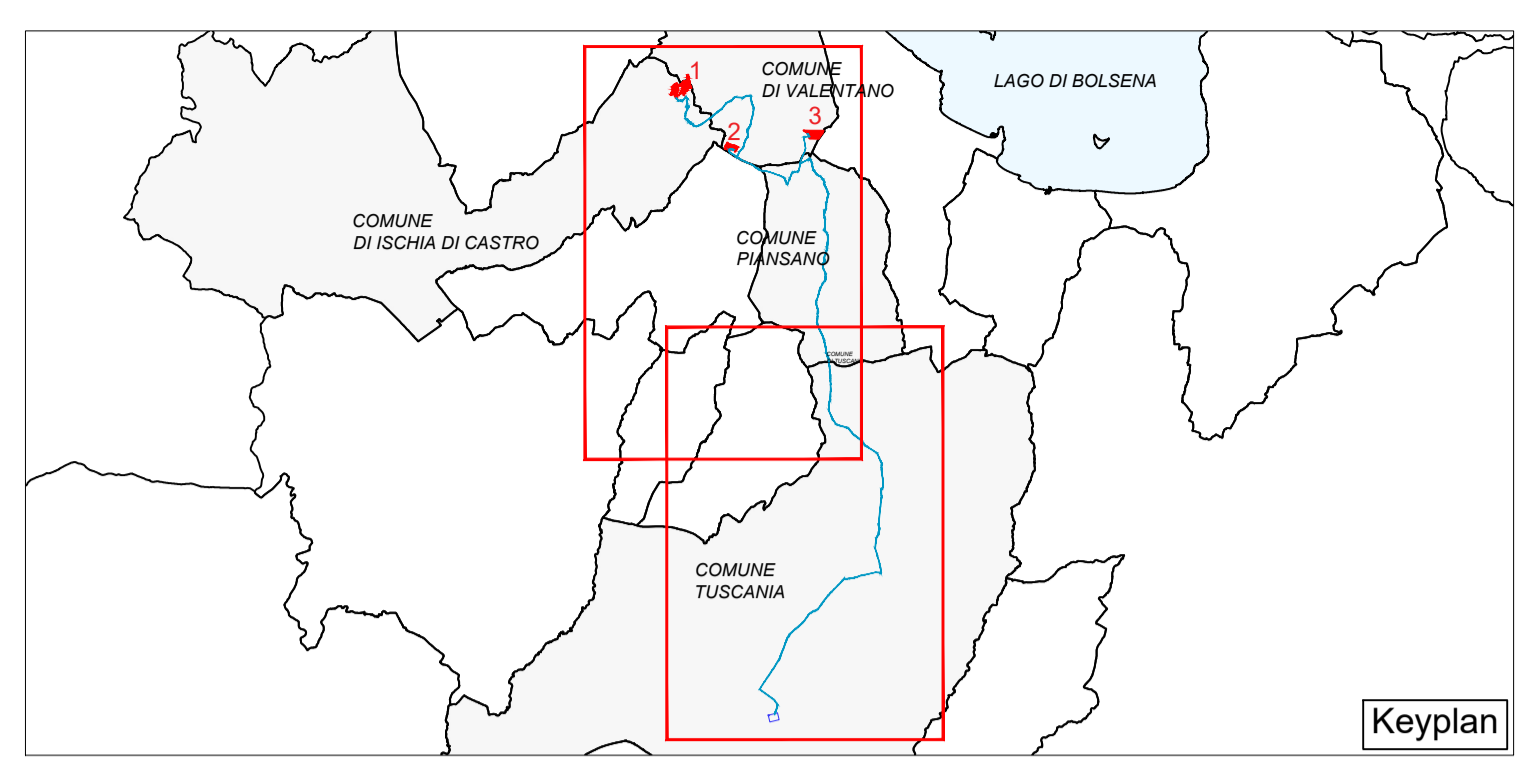 1
COMUNE
DI VALENTANO
LAGO DI BOLSENA
3
2
COMUNE
DI ISCHIA DI CASTRO
COMUNE
PIANSANO
COMUNE
COMUNE
TUSCANIA
Keyplan